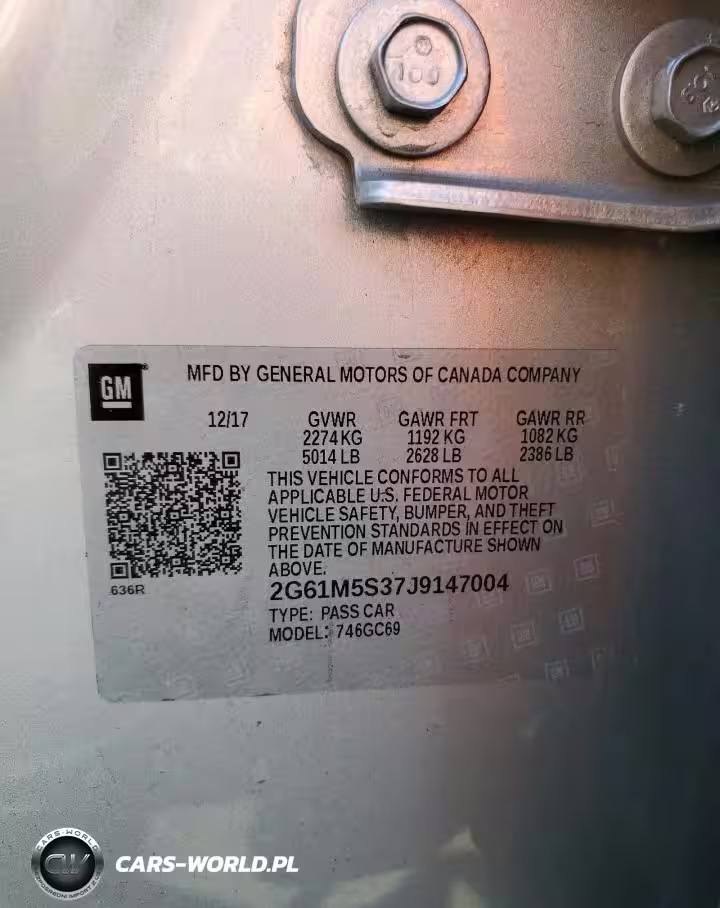 100
GM
MFD BY GENERAL MOTORS OF CANADA COMPANY
12/17 GVWR GAWR FRT GAWR RR
2274 KG 1192 KG 1082 KG
5014 LB 2628 LB 2386 LB
THIS VEHICLE CONFORMS TO ALL
APPLICABLE U.S. FEDERAL MOTOR
VEHICLE SAFETY, BUMPER, AND THEFT
PREVENTION STANDARDS IN EFFECT ON
THE DATE OF MANUFACTURE SHOWN
ABOVE.
636R
2G61M5S37J9147004
TYPE: PASS CAR
MODEL: 746GC69
CARS-WORLD
CW
CARS-WORLD.PL